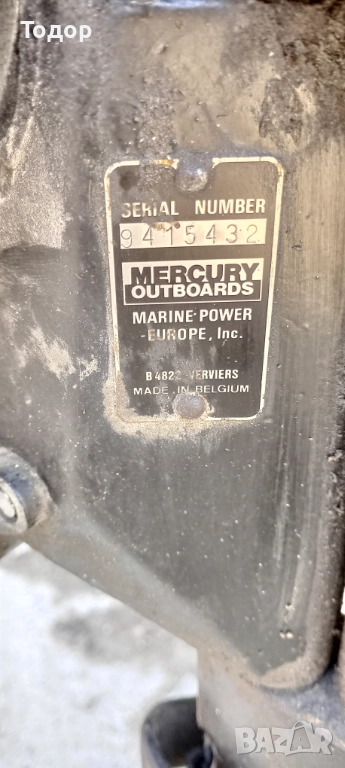 Тодор
SERIAL NUMBER
9415432
MERCURY
OUTBOARDS
MARINE-POWER
-EUROPE, Inc.
B 4822 VERVIERS
MADE IN BELGIUM
BAZAR